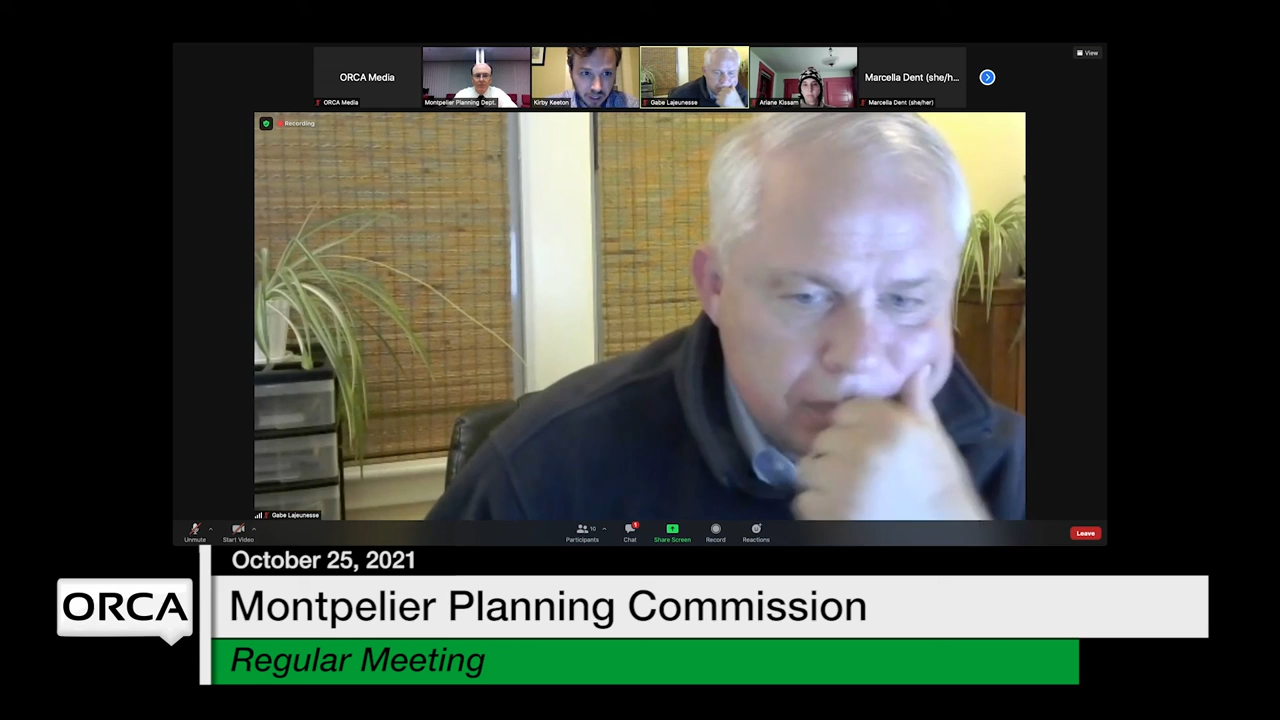 View
ORCA Media
Marcella Dent (she/h...
ORCA Media
Montpelier Planning Dept.
Kirby Keeton
Gabe Lajeunesse
Ariane Kissam
Marcella Dent (she/her)
Recording
Gabe Lajeunesse
10
1
Unmute
Start Video
Participants
Chat
Share Screen
Record
Reactions
Leave
October 25, 2021
ORCA
Montpelier Planning Commission
Regular Meeting